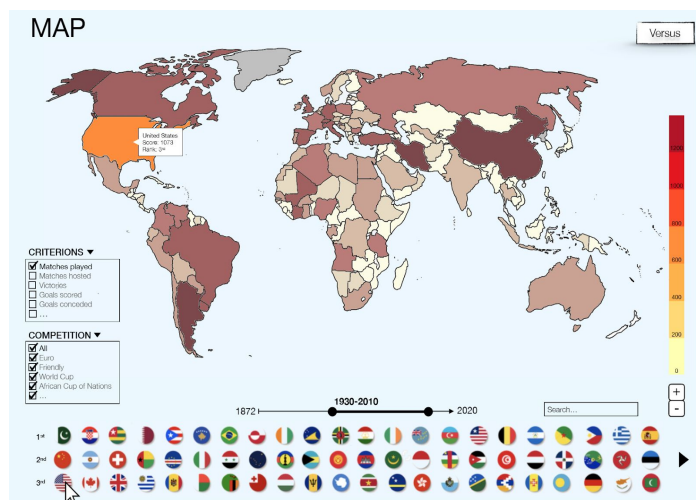 MAP
Versus
United States
Score: 1073
Rank: 3rd
CRITERIONS ▼
Matches played
Matches hosted
Victories
Goals scored
Goals conceded
...
COMPETITION ▼
All
Euro
Friendly
World Cup
African Cup of Nations
...
800
600
400
200
0
+
-
1930-2010
1872
2020
Search...
1st
2nd
3rd